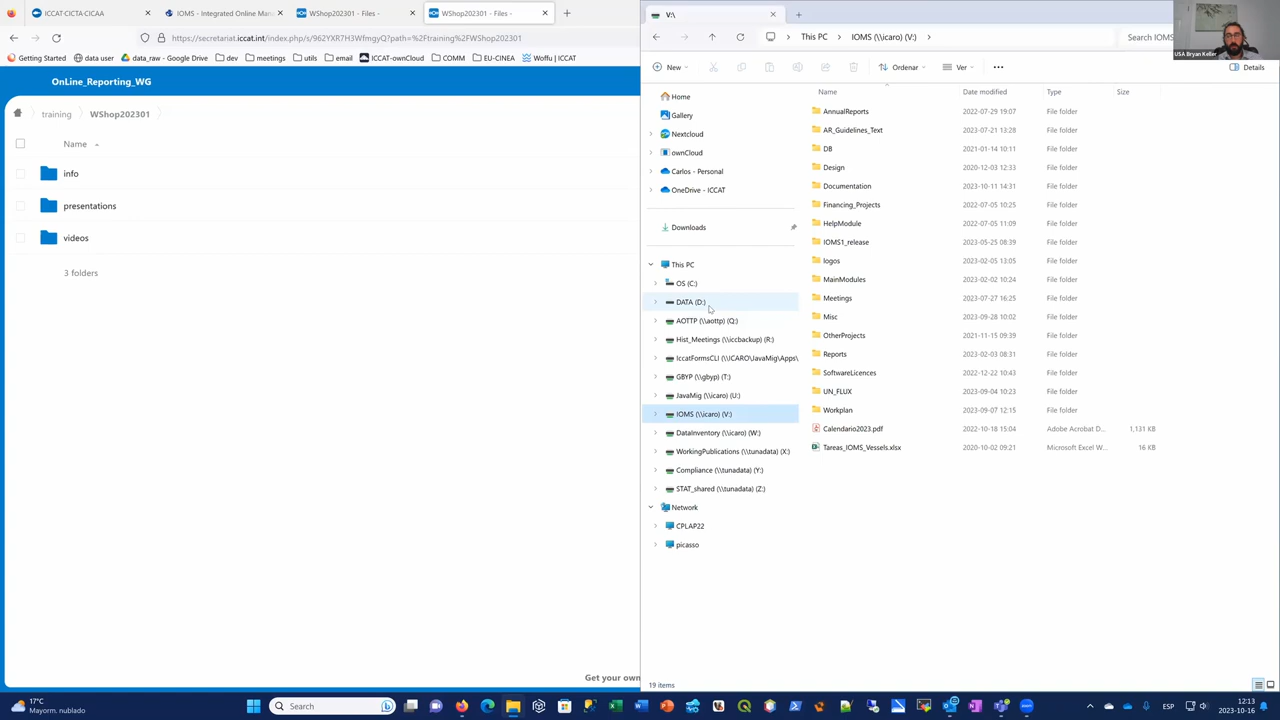 ICCAT·CICTA·CICAA
IOMS - Integrated Online Man
WShop202301 - Files -
WShop202301 - Files -
https://secretariat.iccat.int/index.php/s/962YXR7H3WfmgyQ?path=%2Ftraining%2FWShop202301
Getting Started
data user
data_raw - Google Drive
dev
meetings
utils
email
ICCAT-ownCloud
COMM
EU-CINEA
Woffu | ICCAT
OnLine_Reporting_WG
training
WShop202301
Name
info
presentations
videos
3 folders
Get your own
V:\
This PC
IOMS (\\icaro) (V:)
Search IOMS
USA Bryan Keller
New
Ordenar
Ver
Details
Home
Gallery
Nextcloud
ownCloud
Carlos - Personal
OneDrive - ICCAT
Downloads
This PC
OS (C:)
DATA (D:)
AOTTP (\\aottp) (Q:)
Hist_Meetings (\\iccbackup) (R:)
IccatFormsCLI (\\ICARO\JavaMig\Apps\
GBYP (\\gbyp) (T:)
JavaMig (\\icaro) (U:)
IOMS (\\icaro) (V:)
DataInventory (\\icaro) (W:)
WorkingPublications (\\tunadata) (X:)
Compliance (\\tunadata) (Y:)
STAT_shared (\\tunadata) (Z:)
Network
CPLAP22
picasso
Name Date modified Type Size
AnnualReports 2022-07-29 19:07 File folder
AR_Guidelines_Text 2023-07-21 13:28 File folder
DB 2021-01-14 10:11 File folder
Design 2020-12-03 12:33 File folder
Documentation 2023-10-11 14:31 File folder
Financing_Projects 2022-07-05 10:25 File folder
HelpModule 2022-07-05 11:09 File folder
IOMS1_release 2023-05-25 08:39 File folder
logos 2023-02-05 13:05 File folder
MainModules 2023-02-02 10:24 File folder
Meetings 2023-07-27 16:25 File folder
Misc 2023-09-28 10:02 File folder
OtherProjects 2021-11-15 09:39 File folder
Reports 2023-02-03 08:31 File folder
SoftwareLicences 2022-12-22 10:43 File folder
UN_FLUX 2023-09-04 10:23 File folder
Workplan 2023-09-07 12:15 File folder
Calendario2023.pdf 2022-10-18 15:04 Adobe Acrobat D... 1,131 KB
Tareas_IOMS_Vessels.xlsx 2020-10-02 09:21 Microsoft Excel W... 16 KB
19 items
17°C
Mayorm. nublado
Search
ESP
12:13
2023-10-16